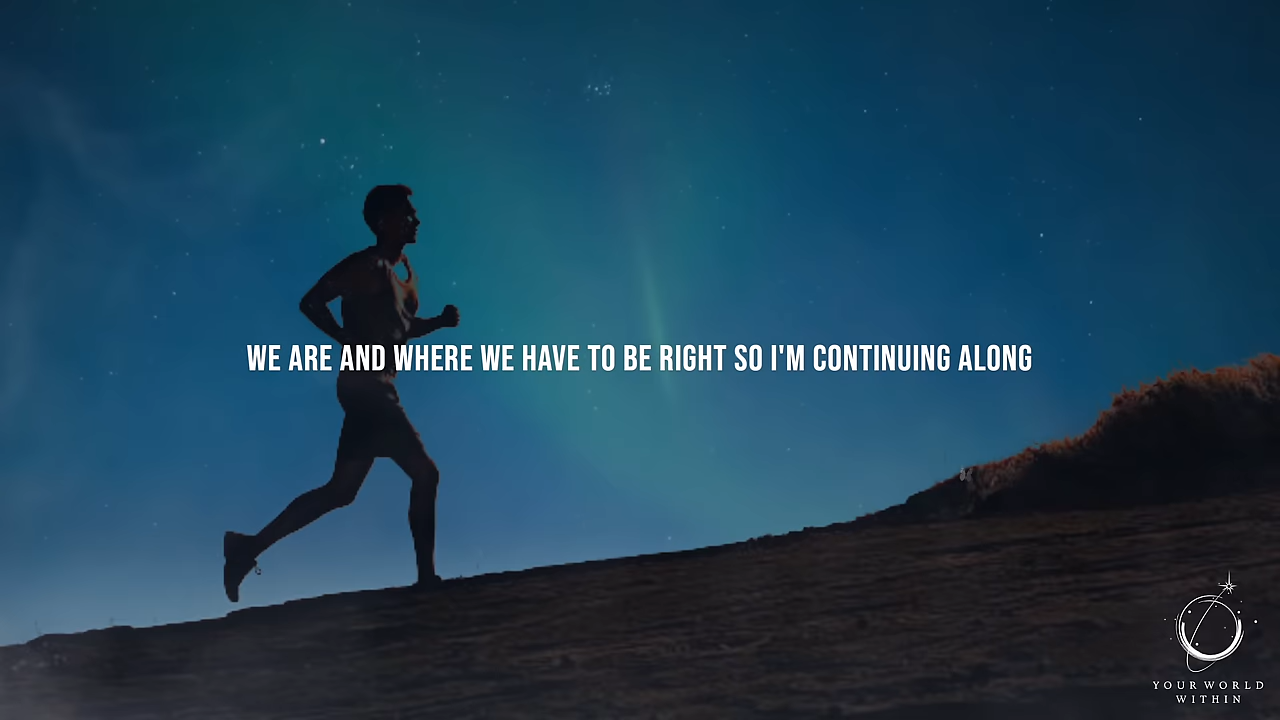 WE ARE AND WHERE WE HAVE TO BE RIGHT SO I'M CONTINUING ALONG
YOUR WORLD
WITHIN